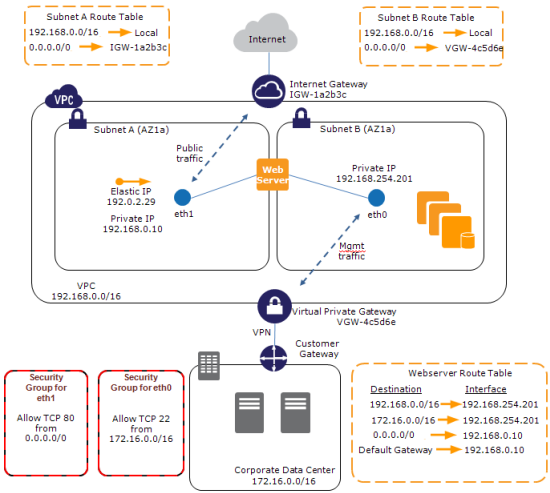 Subnet A Route Table
192.168.0.0/16 Local
0.0.0.0/0 IGW-1a2b3c
Subnet B Route Table
192.168.0.0/16 Local
0.0.0.0/0 VGW-4c5d6e
Internet
Internet Gateway
IGW-1a2b3c
VPC
Subnet A (AZ1a)
Subnet B (AZ1a)
Public
traffic
Web
Server
Private IP
192.168.254.201
Elastic IP
192.0.2.29
eth1
Private IP
192.168.0.10
eth0
Mgmt
traffic
VPC
192.168.0.0/16
Virtual Private Gateway
VGW-4c5d6e
VPN
Customer
Gateway
Security
Group for
eth1
Allow TCP 80
from
0.0.0.0/0
Security
Group for eth0
Allow TCP 22
from
172.16.0.0/16
Corporate Data Center
172.16.0.0/16
Webserver Route Table
Destination Interface
192.168.0.0/16 192.168.254.201
172.16.0.0/16 192.168.254.201
0.0.0.0/0 192.168.0.10
Default Gateway 192.168.0.10